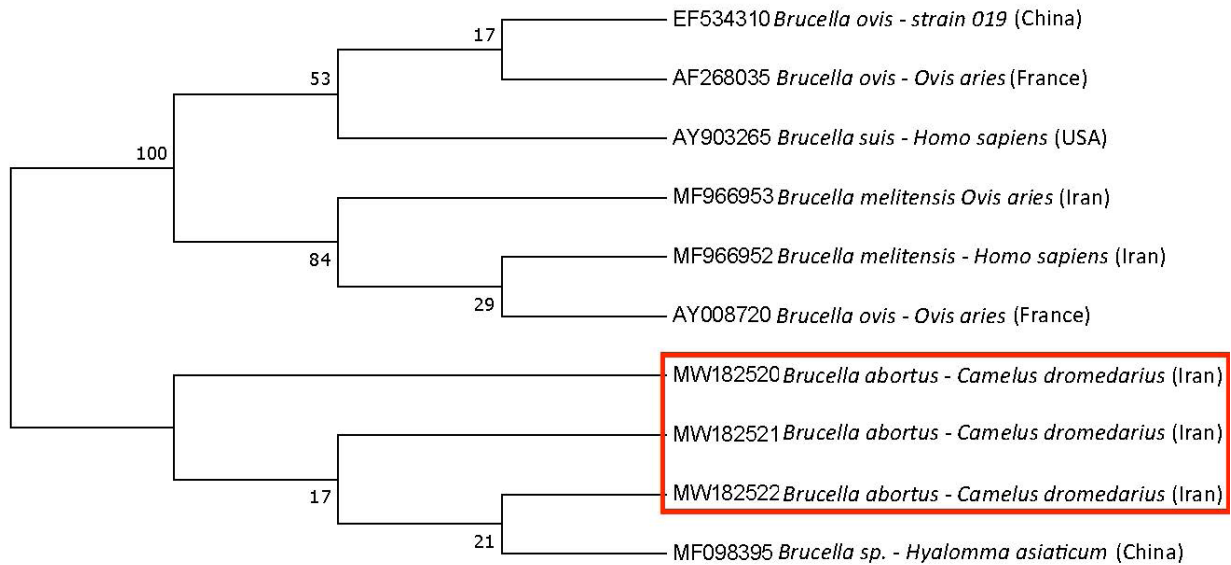 EF534310 Brucella ovis - strain 019 (China)
17
AF268035 Brucella ovis - Ovis aries (France)
53
AY903265 Brucella suis - Homo sapiens (USA)
100
MF966953 Brucella melitensis Ovis aries (Iran)
84
MF966952 Brucella melitensis - Homo sapiens (Iran)
29
AY008720 Brucella ovis - Ovis aries (France)
MW182520 Brucella abortus - Camelus dromedarius (Iran)
MW182521 Brucella abortus - Camelus dromedarius (Iran)
17
MW182522 Brucella abortus - Camelus dromedarius (Iran)
21
MF098395 Brucella sp. - Hyalomma asiaticum (China)